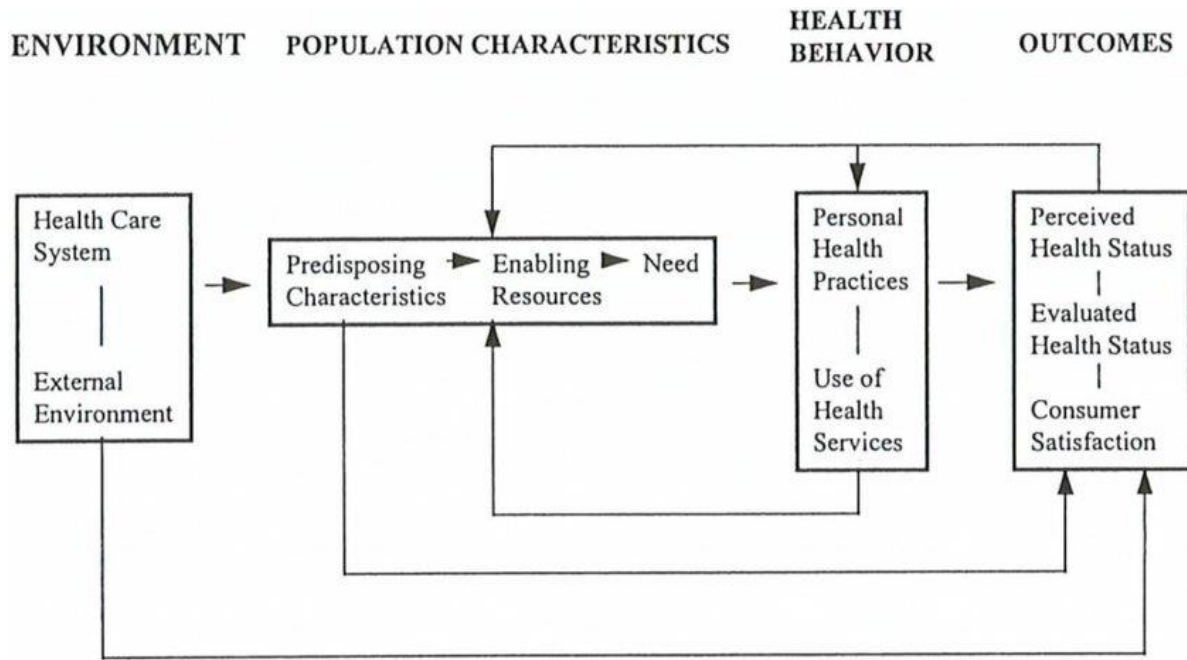 ENVIRONMENT
POPULATION CHARACTERISTICS
HEALTH
BEHAVIOR
OUTCOMES
Health Care
System
External
Environment
Predisposing
Characteristics
Enabling
Resources
Need
Personal
Health
Practices
Use of
Health
Services
Perceived
Health Status
Evaluated
Health Status
Consumer
Satisfaction